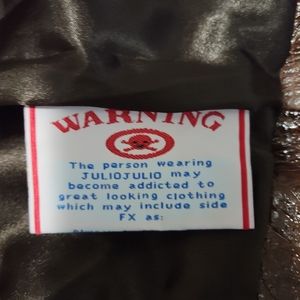 WARNING
The person wearing
JULIOJULIO may
become addicted to
great looking clothing
which may include side
FX as: